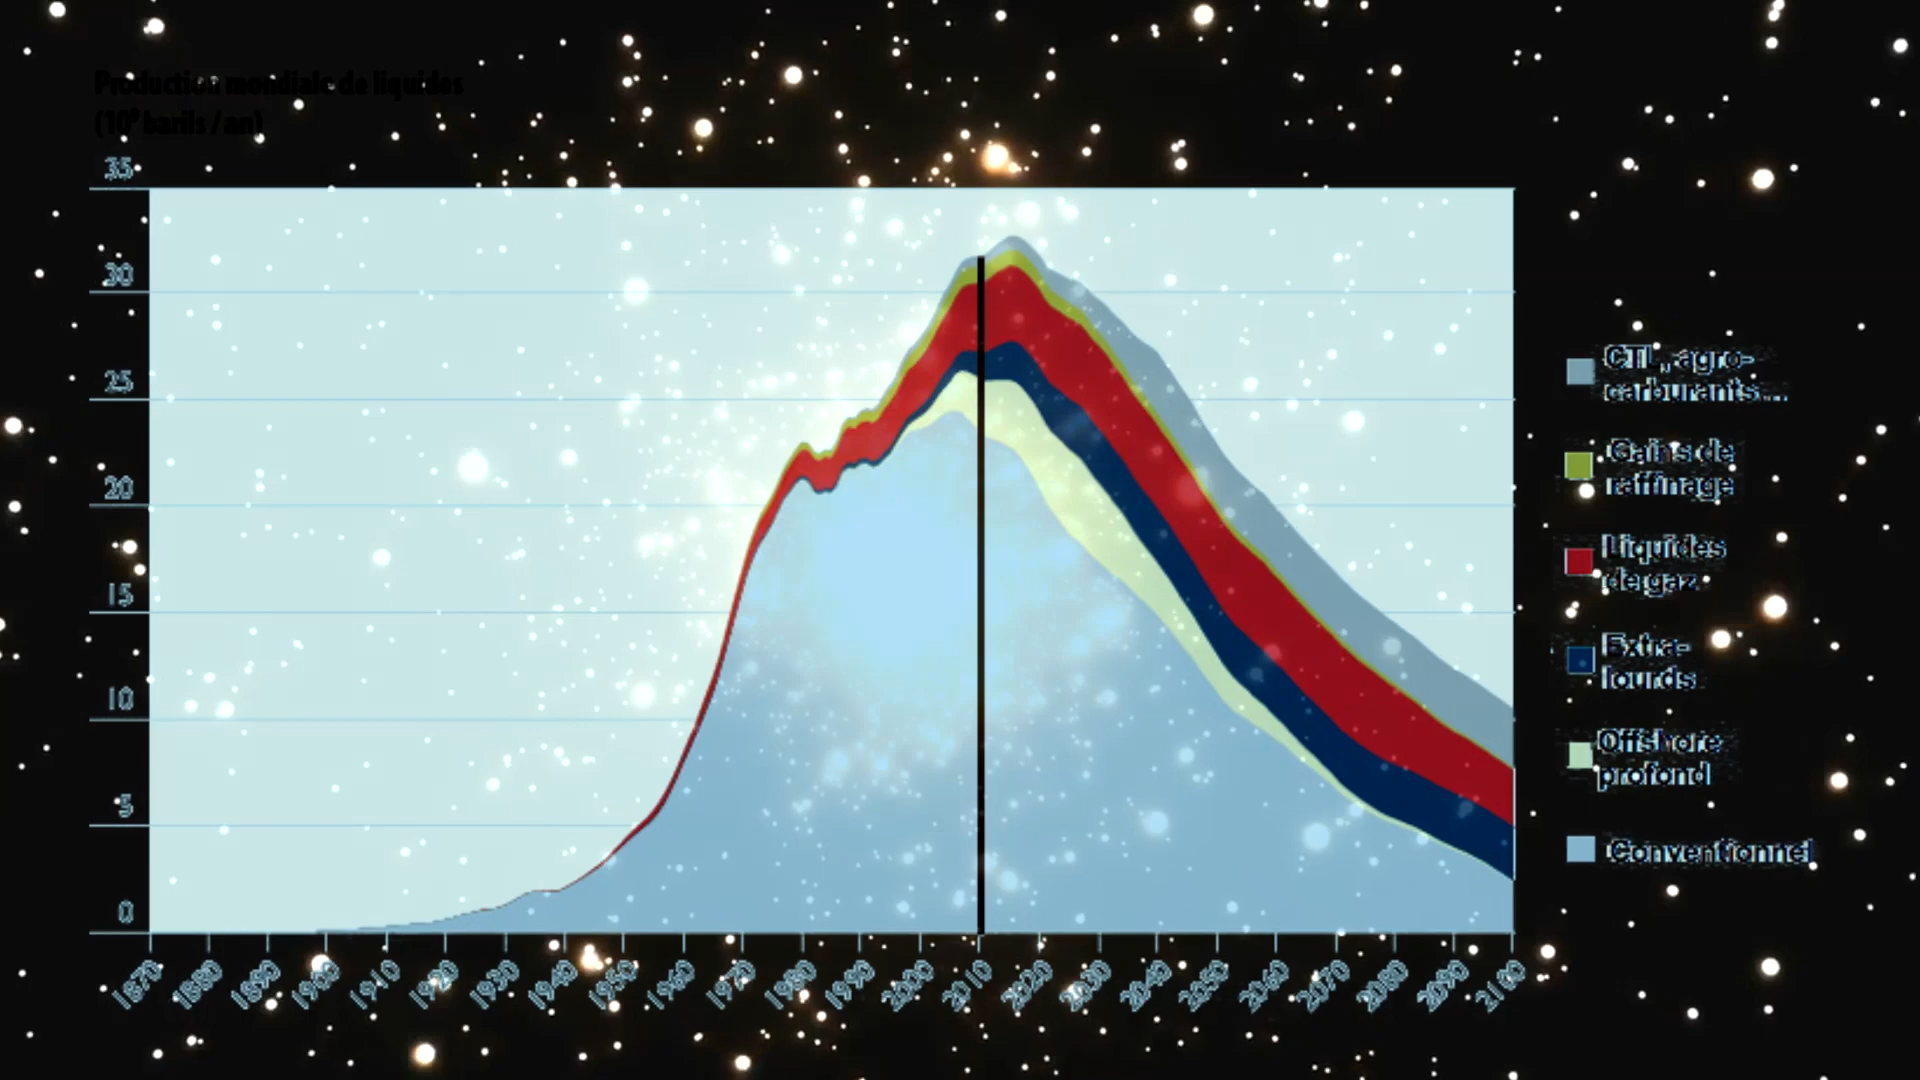 Production mondiale de liquides
(10⁹ barils / an)
35
30
25
20
15
10
5
0
1870
1880
1890
1900
1910
1920
1930
1940
1950
1960
1970
1980
1990
2000
2010
2020
2030
2040
2050
2060
2070
2080
2090
2100
CTL, agro-
carburants...
Gains de
raffinage
Liquides
de gaz
Extra-
lourds
Offshore
profond
Conventionnel